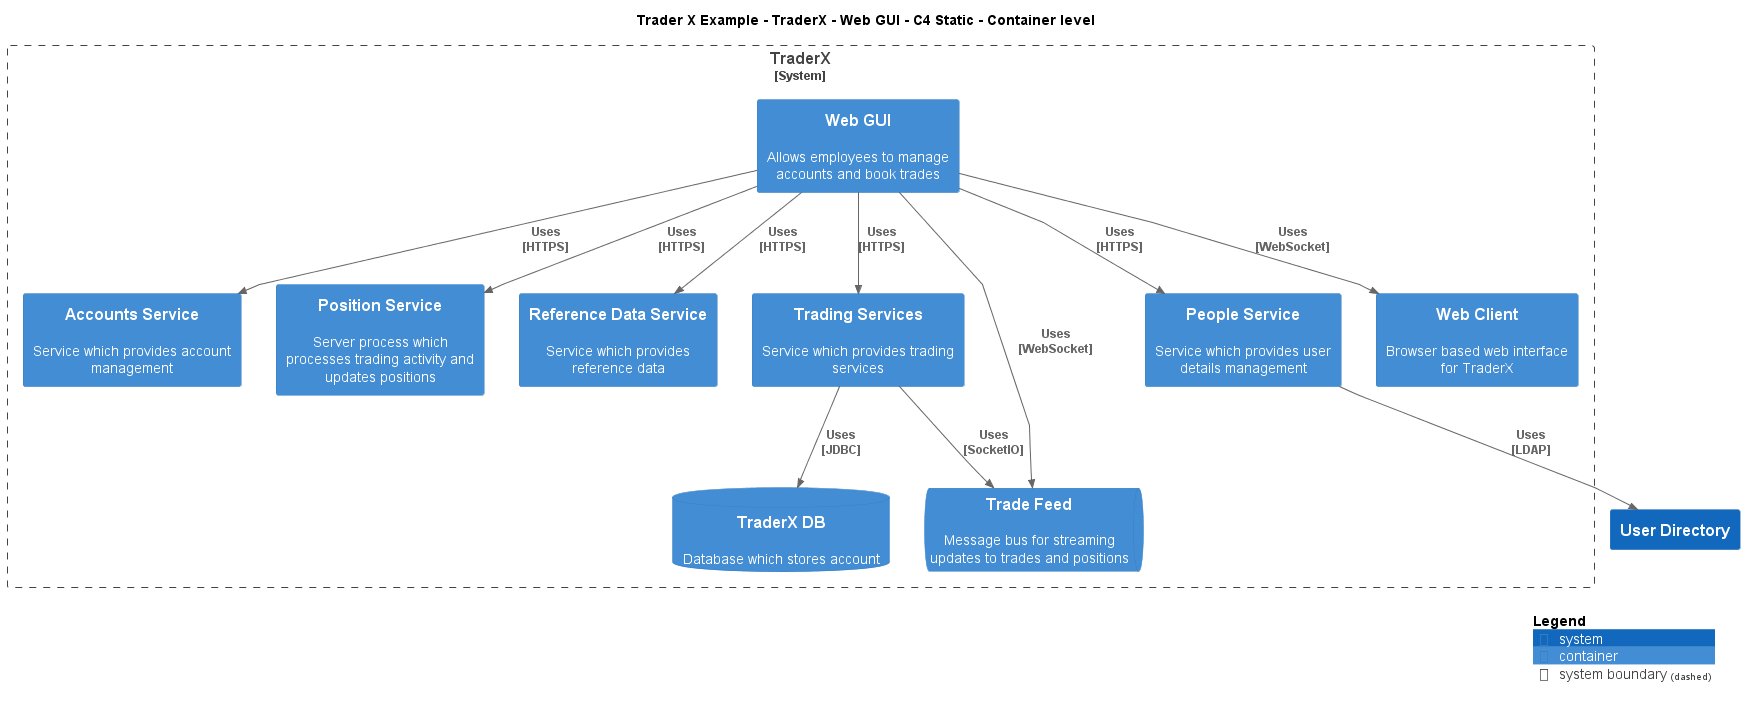 Trader X Example - TraderX - Web GUI - C4 Static - Container level
TraderX
[System]
Web GUI
Allows employees to manage
accounts and book trades
Uses
[HTTPS]
Uses
[HTTPS]
Uses
[HTTPS]
Uses
[HTTPS]
Uses
[HTTPS]
Uses
[WebSocket]
Accounts Service
Service which provides account
management
Position Service
Server process which
processes trading activity and
updates positions
Reference Data Service
Service which provides
reference data
Trading Services
Service which provides trading
services
Uses
[WebSocket]
People Service
Service which provides user
details management
Web Client
Browser based web interface
for TraderX
Uses
[JDBC]
Uses
[SocketIO]
Uses
[LDAP]
TraderX DB
Database which stores account
Trade Feed
Message bus for streaming
updates to trades and positions
User Directory
Legend
system
container
system boundary (dashed)